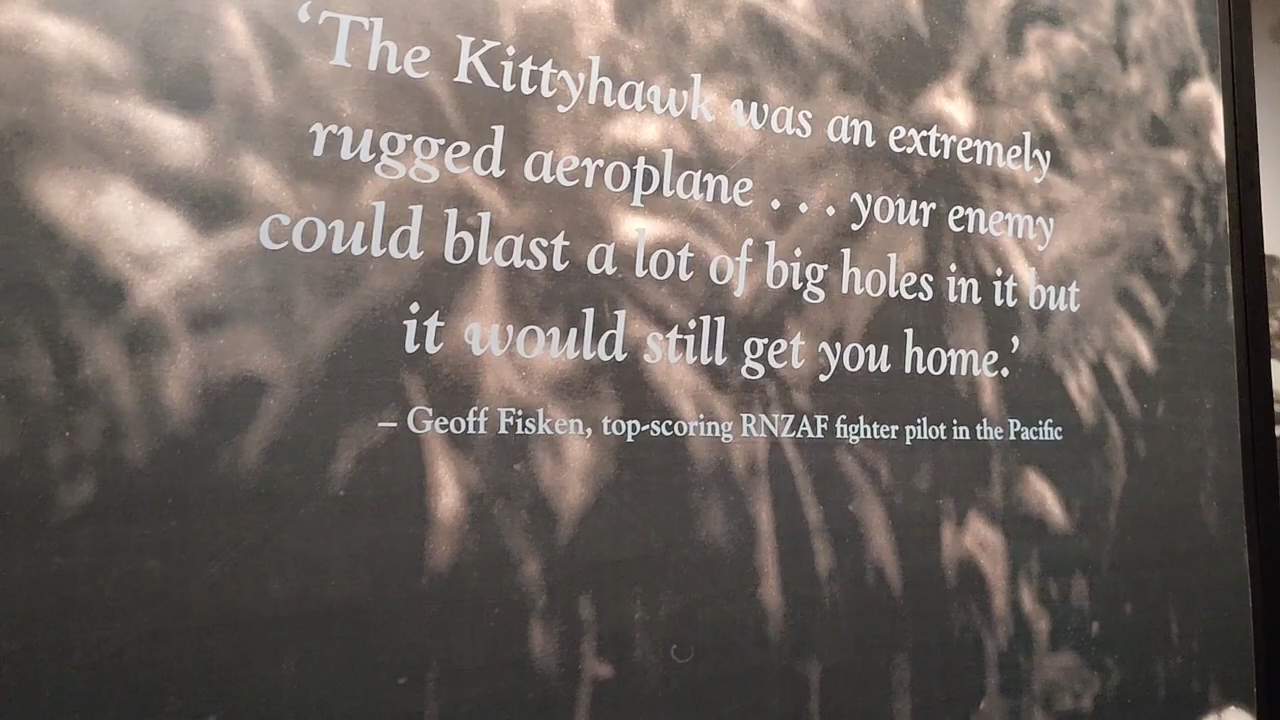 ‘The Kittyhawk was an extremely
rugged aeroplane . . . your enemy
could blast a lot of big holes in it but
it would still get you home.’
– Geoff Fisken, top-scoring RNZAF fighter pilot in the Pacific